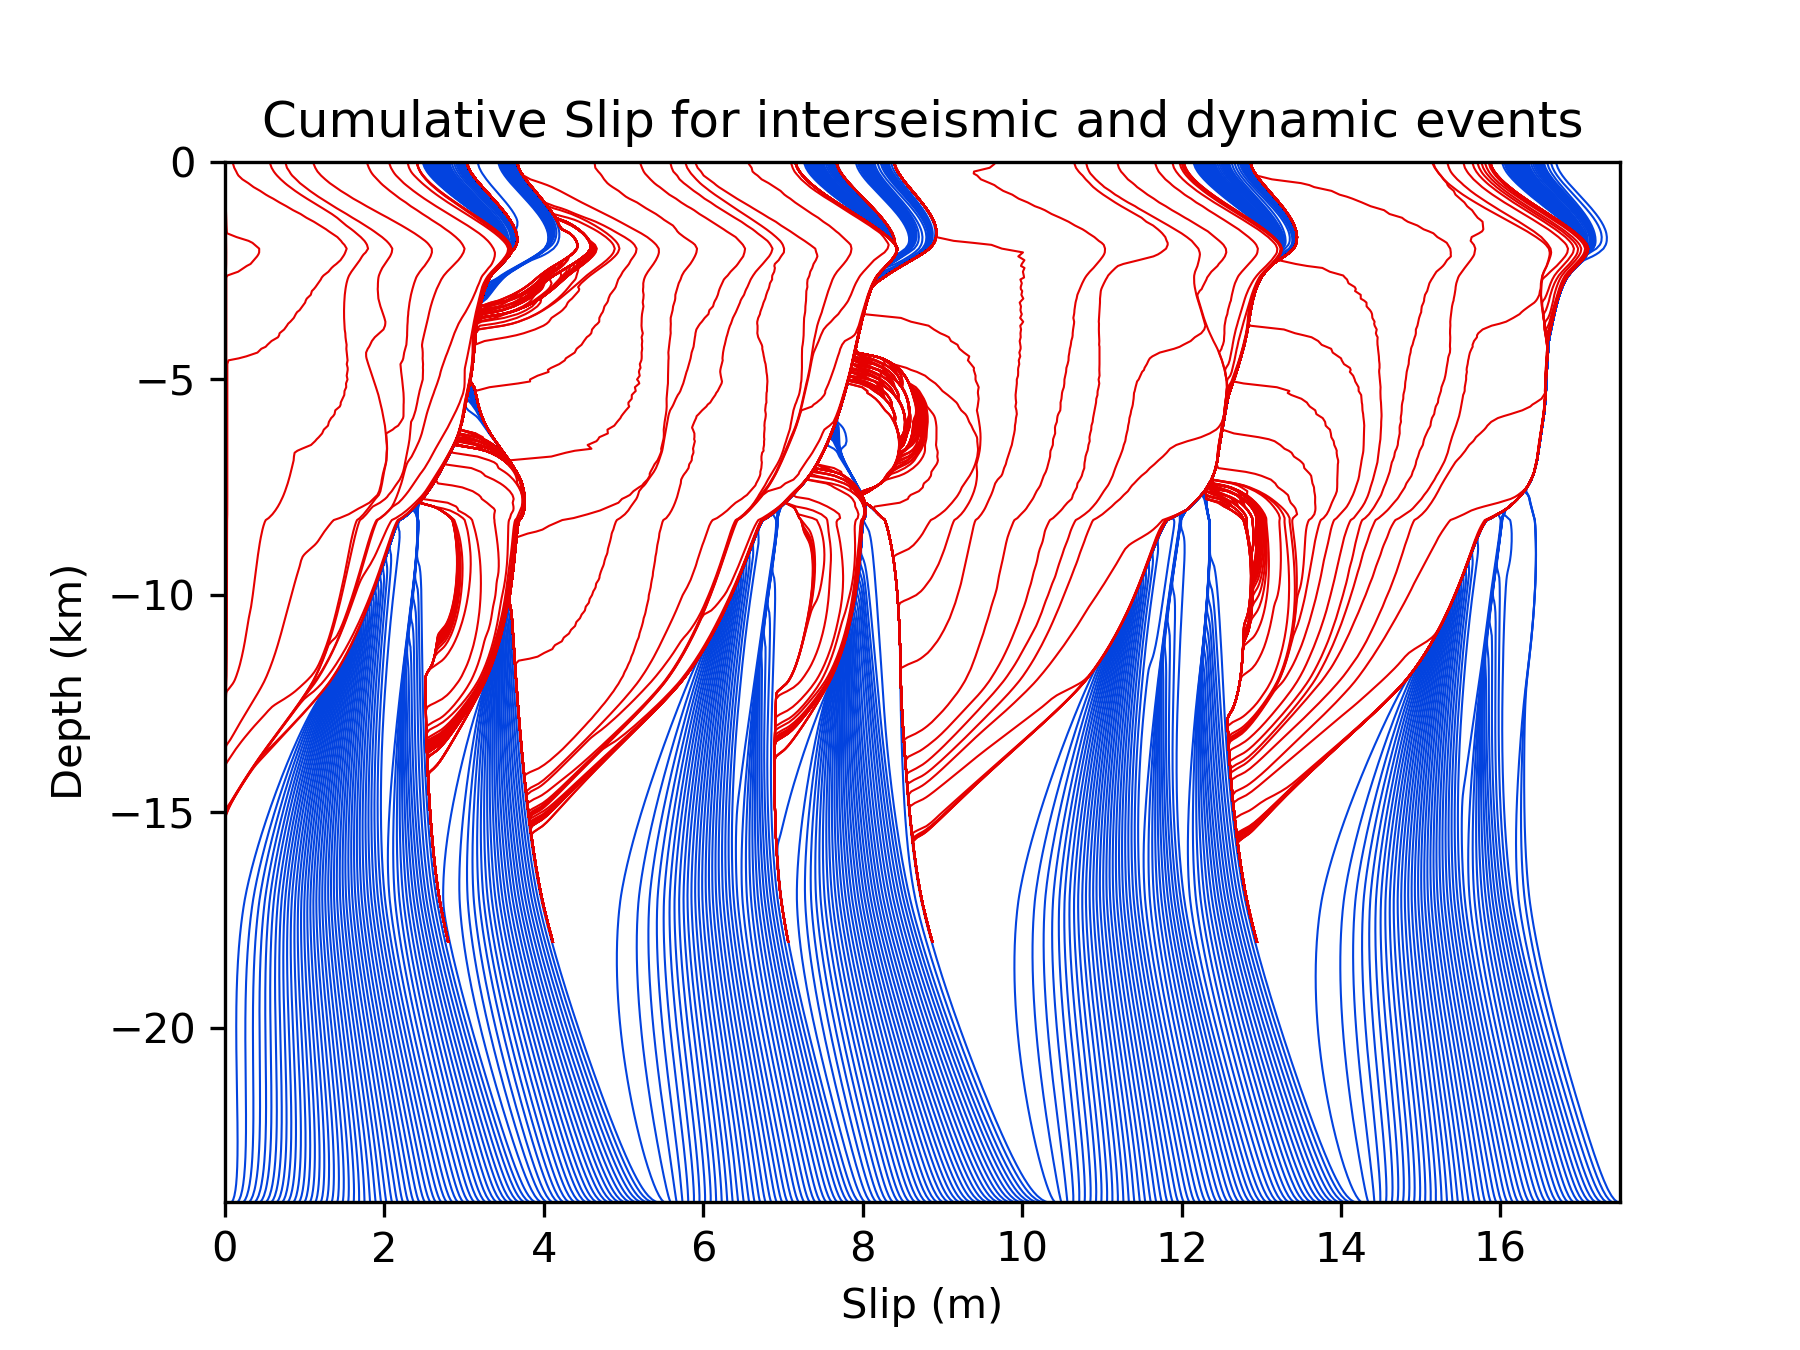 Cumulative Slip for interseismic and dynamic events
0
−5
−10
−15
−20
Depth (km)
0 2 4 6 8 10 12 14 16
Slip (m)